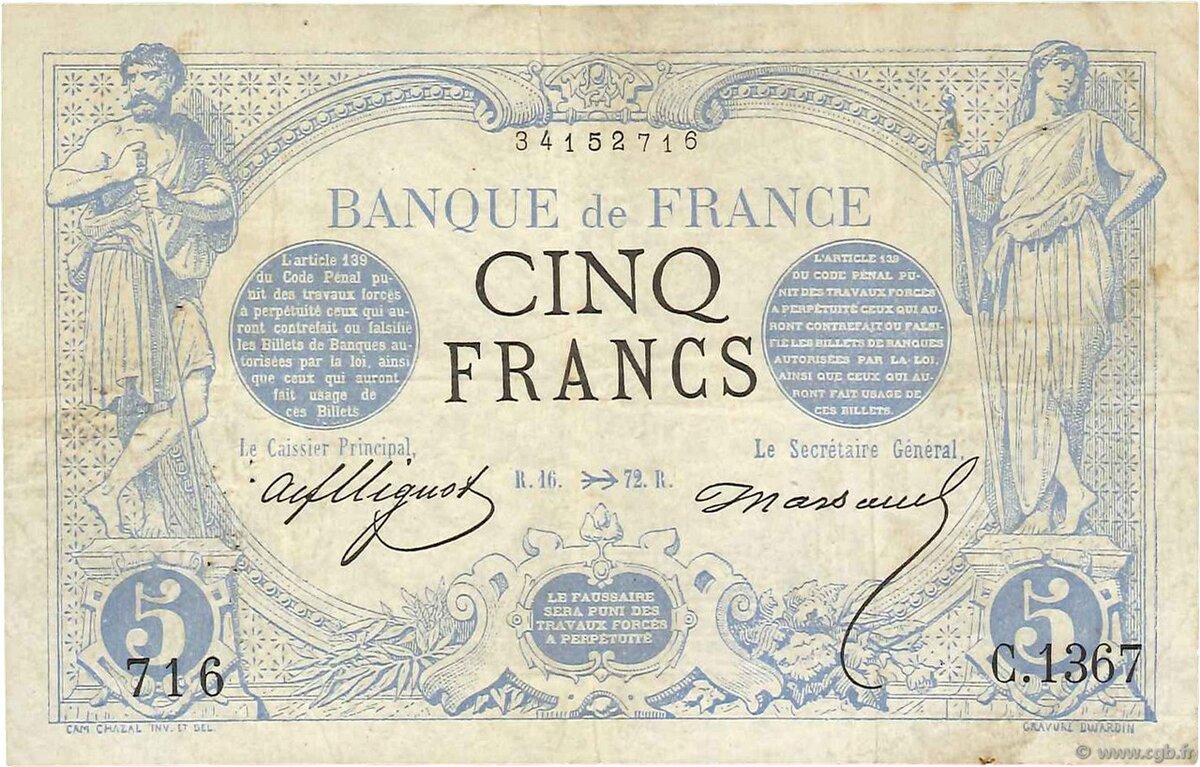 34152716
BANQUE de FRANCE
CINQ
FRANCS
L'article 139
du Code Pénal pu-
nit des travaux forcés
à perpétuité ceux qui au-
ront contrefait ou falsifié
les Billets de Banques au-
torisées par la loi, ainsi
que ceux qui auront
fait usage de
ces Billets.
L'ARTICLE 139
DU CODE PÉNAL PU-
NIT DES TRAVAUX FORCÉS
A PERPÉTUITÉ CEUX QUI AU-
RONT CONTREFAIT OU FALSI-
FIÉ LES BILLETS DE BANQUES
AUTORISÉES PAR LA LOI,
AINSI QUE CEUX QUI AU-
RONT FAIT USAGE DE
CES BILLETS.
Le Caissier Principal,
Le Secrétaire Général,
R. 16. 72. R.
Marsaud
LE FAUSSAIRE
SERA PUNI DES
TRAVAUX FORCÉS
A PERPÉTUITÉ
5
5
716
C.1367
CAM CHAZAL INV. ET DEL.
GRAVURE DUJARDIN
© www.cgb.fr